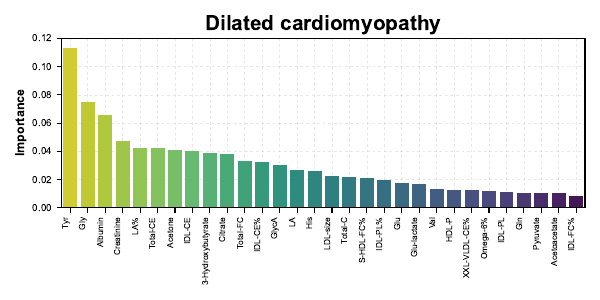 Dilated cardiomyopathy
Importance
0.12
0.10
0.08
0.06
0.04
0.02
0.00
Tyr
Gly
Albumin
Creatinine
LA%
Total-CE
Acetone
IDL-CE
3-Hydroxybutyrate
Citrate
Total-FC
IDL-CE%
GlycA
LA
His
LDL-size
Total-C
S-HDL-FC%
IDL-PL%
Glu
Glu-lactate
Val
HDL-P
XXL-VLDL-CE%
Omega-6%
IDL-PL
Gln
Pyruvate
Acetoacetate
IDL-FC%